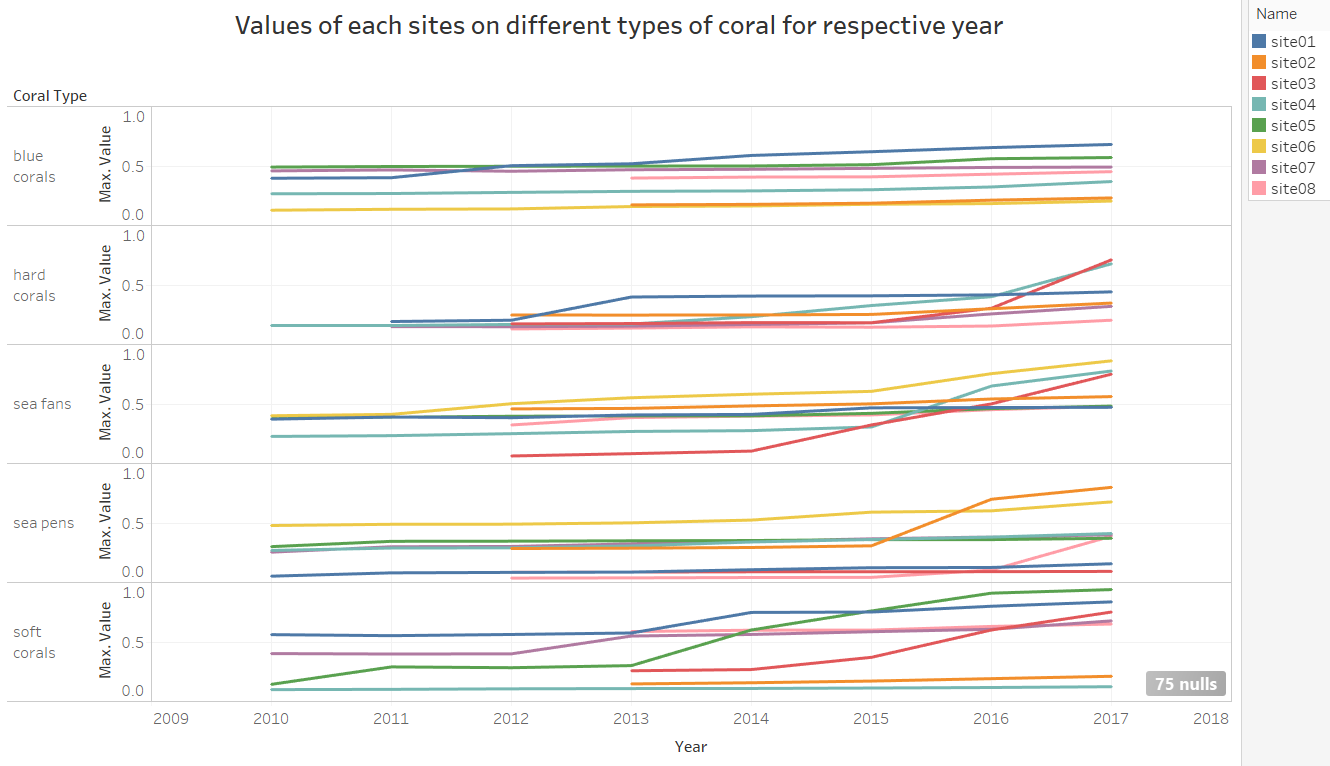 Values of each sites on different types of coral for respective year
Name
site01
site02
site03
site04
site05
site06
site07
site08
Coral Type
blue
corals
Max. Value
1.0
0.5
0.0
hard
corals
Max. Value
1.0
0.5
0.0
sea fans
Max. Value
1.0
0.5
0.0
sea pens
Max. Value
1.0
0.5
0.0
soft
corals
Max. Value
1.0
0.5
0.0
75 nulls
2009 2010 2011 2012 2013 2014 2015 2016 2017 2018
Year